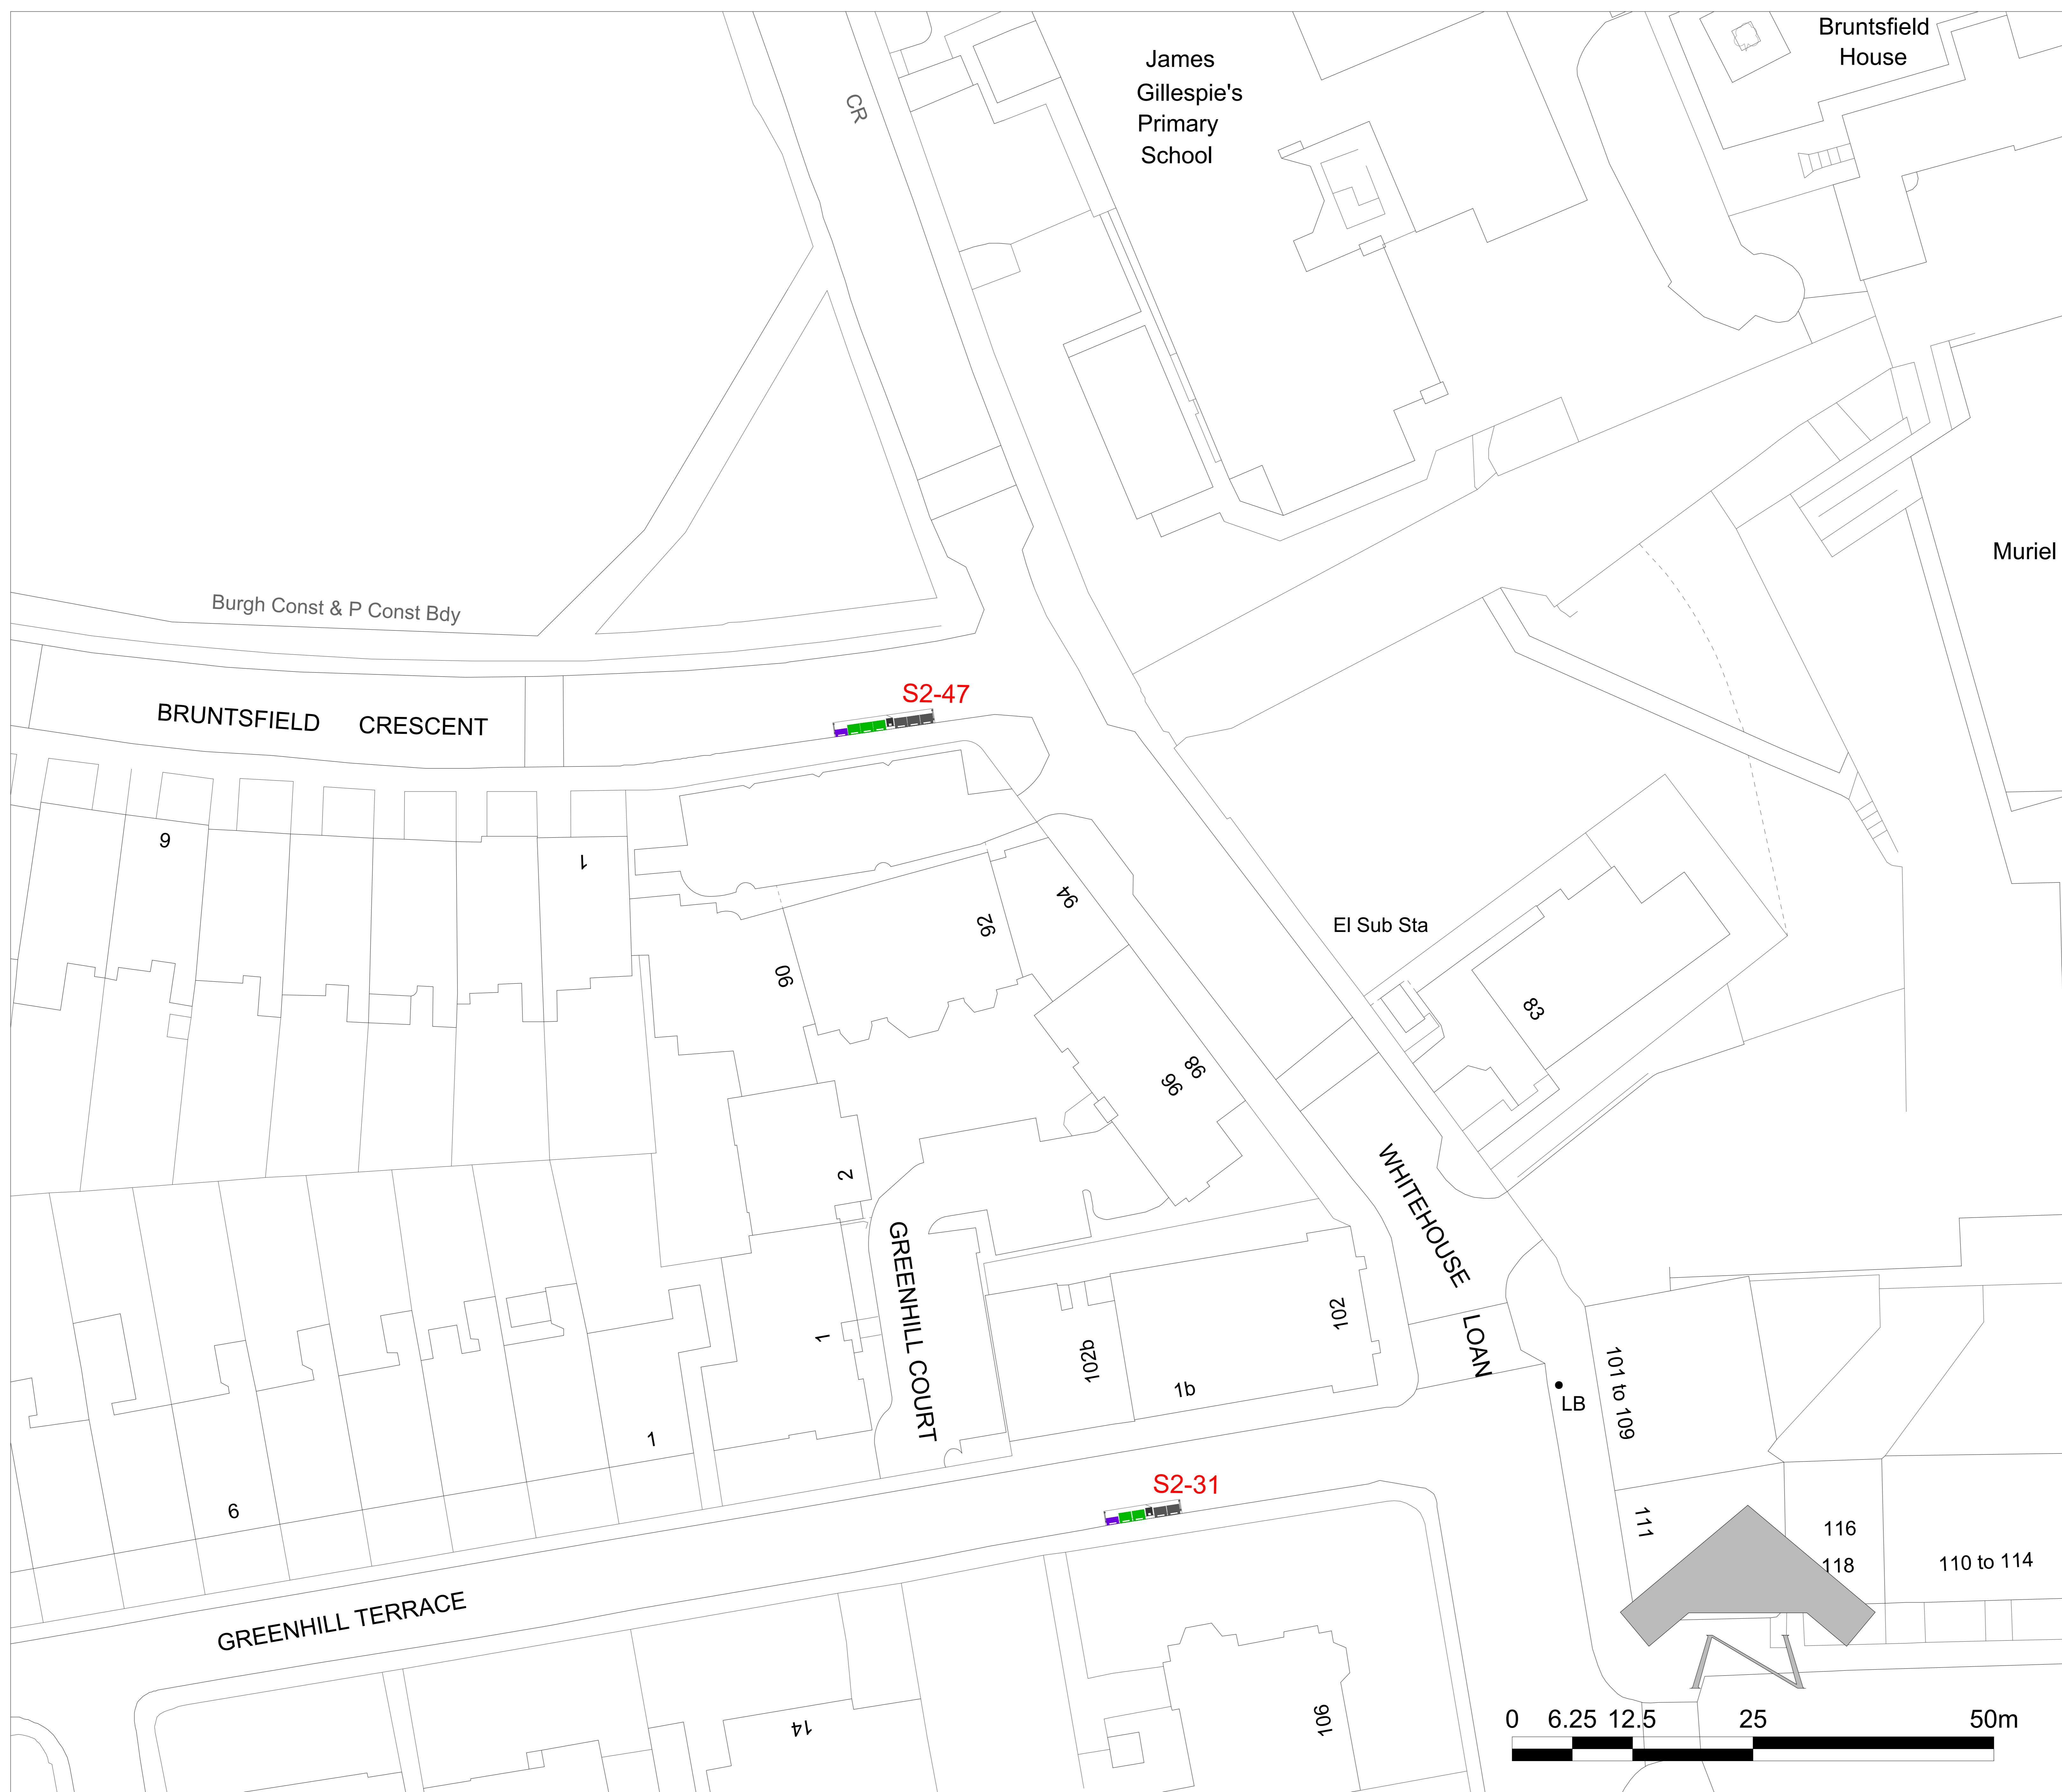 James
Gillespie's
Primary
School
Bruntsfield
House
CR
Muriel
Burgh Const & P Const Bdy
S2-47
BRUNTSFIELD CRESCENT
9
1
94
92
90
El Sub Sta
83
98
96
2
WHITEHOUSE LOAN
GREENHILL COURT
102
102b
1b
1
1
101 to 109
LB
S2-31
6
111
116
118
110 to 114
GREENHILL TERRACE
14
106
N
0 6.25 12.5 25 50m